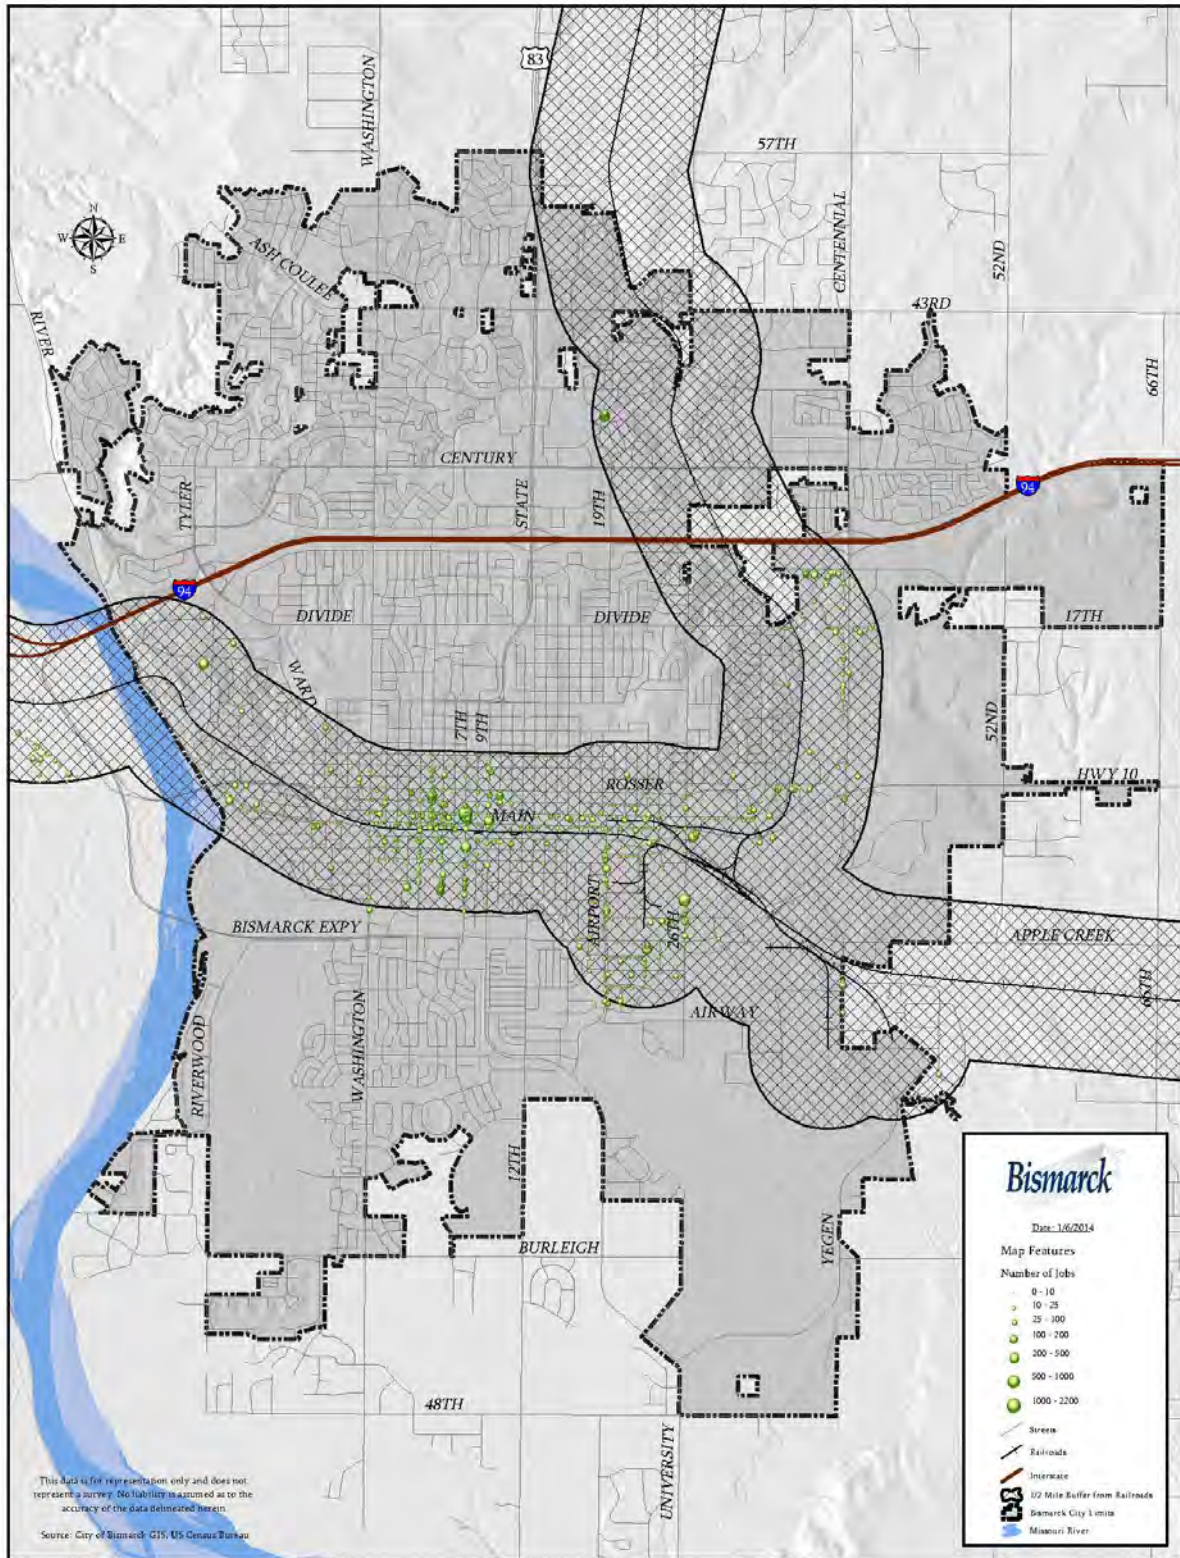 83
WASHINGTON
57TH
N
W E
S
ASH COULEE
CENTENNIAL
52ND
43RD
RIVER
66TH
CENTURY
94
TYLER
STATE
19TH
94
DIVIDE
DIVIDE
17TH
WARD
7TH
9TH
52ND
ROSSER
HWY 10
MAIN
AIRPORT
26TH
BISMARCK EXPY
APPLE CREEK
66TH
AIRWAY
RIVERWOOD
WASHINGTON
12TH
BURLEIGH
YEGEN
48TH
UNIVERSITY
Bismarck
Date: 1/6/2014
Map Features
Number of Jobs
0 - 10
10 - 25
25 - 100
100 - 200
200 - 500
500 - 1000
1000 - 2200
Streets
Railroads
Interstate
1/2 Mile Buffer from Railroads
Bismarck City Limits
Missouri River
This data is for representation only and does not
represent a survey. No liability is assumed as to the
accuracy of the data delineated herein.
Source: City of Bismarck GIS, US Census Bureau